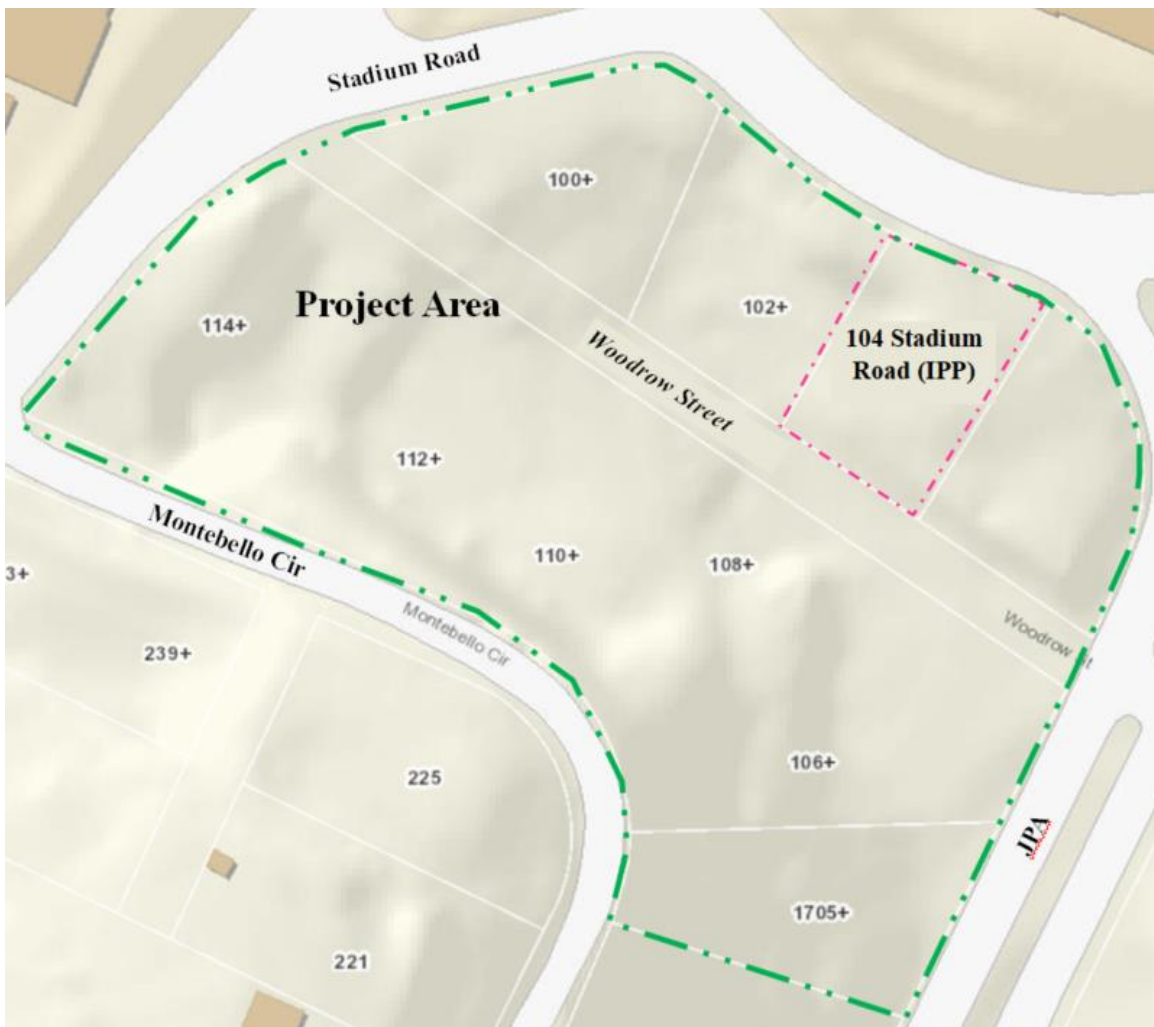 Stadium Road
100+
Project Area
114+
102+
104 Stadium
Road (IPP)
Woodrow Street
112+
Montebello Cir
110+
108+
3+
Montebello Cir
Woodrow St
239+
225
106+
JPA
1705+
221